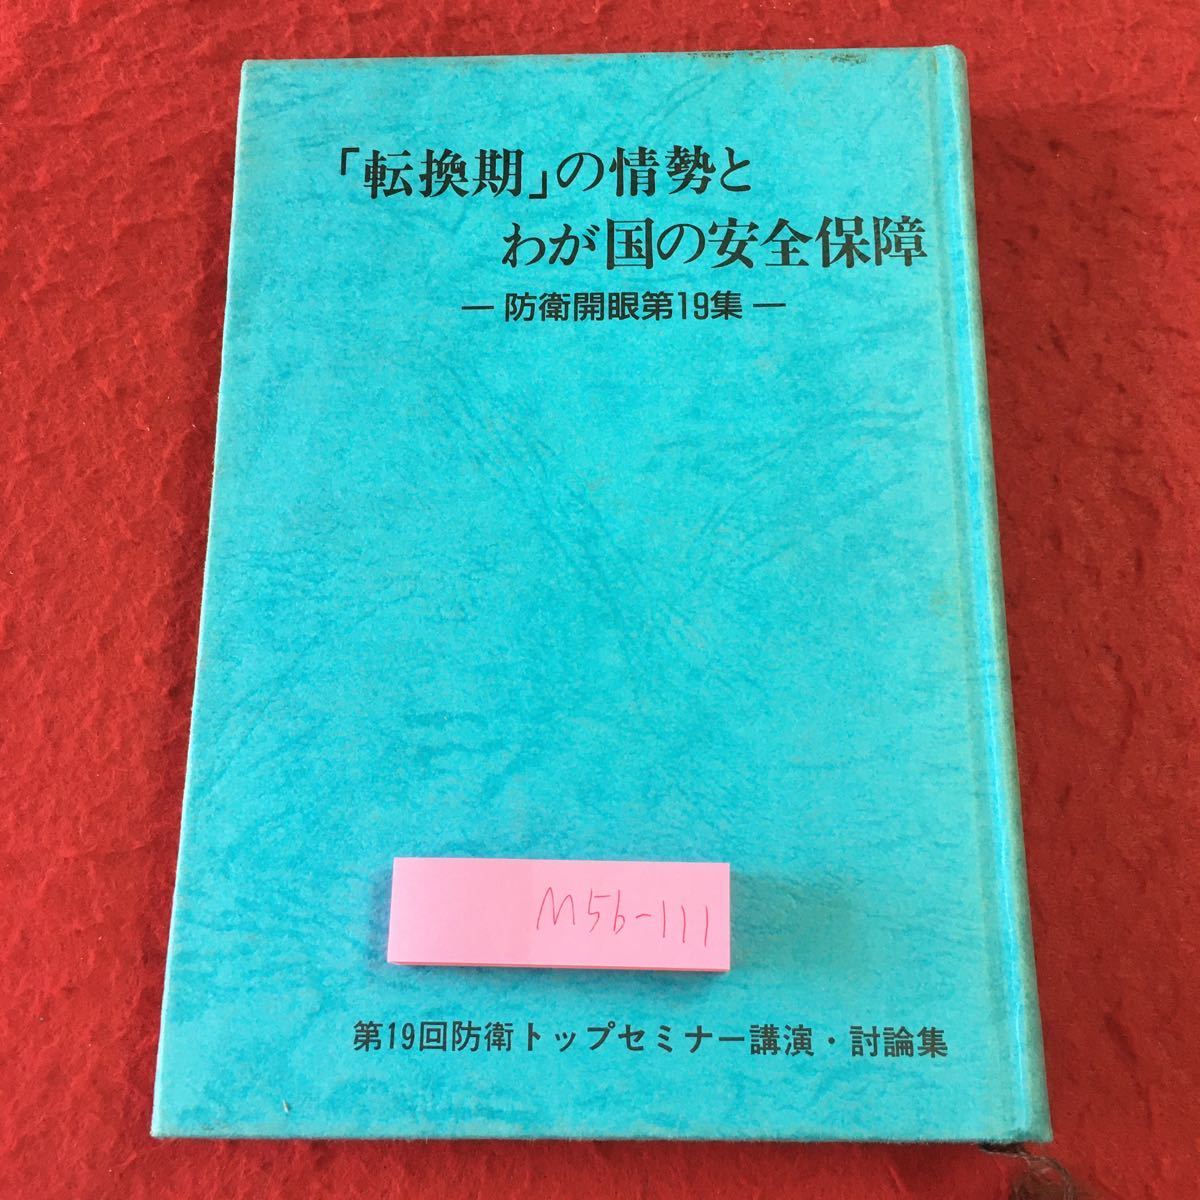 「転換期」の情勢と
わが国の安全保障
― 防衛開眼第19集 ―
M56-111
第19回防衛トップセミナー講演・討論集